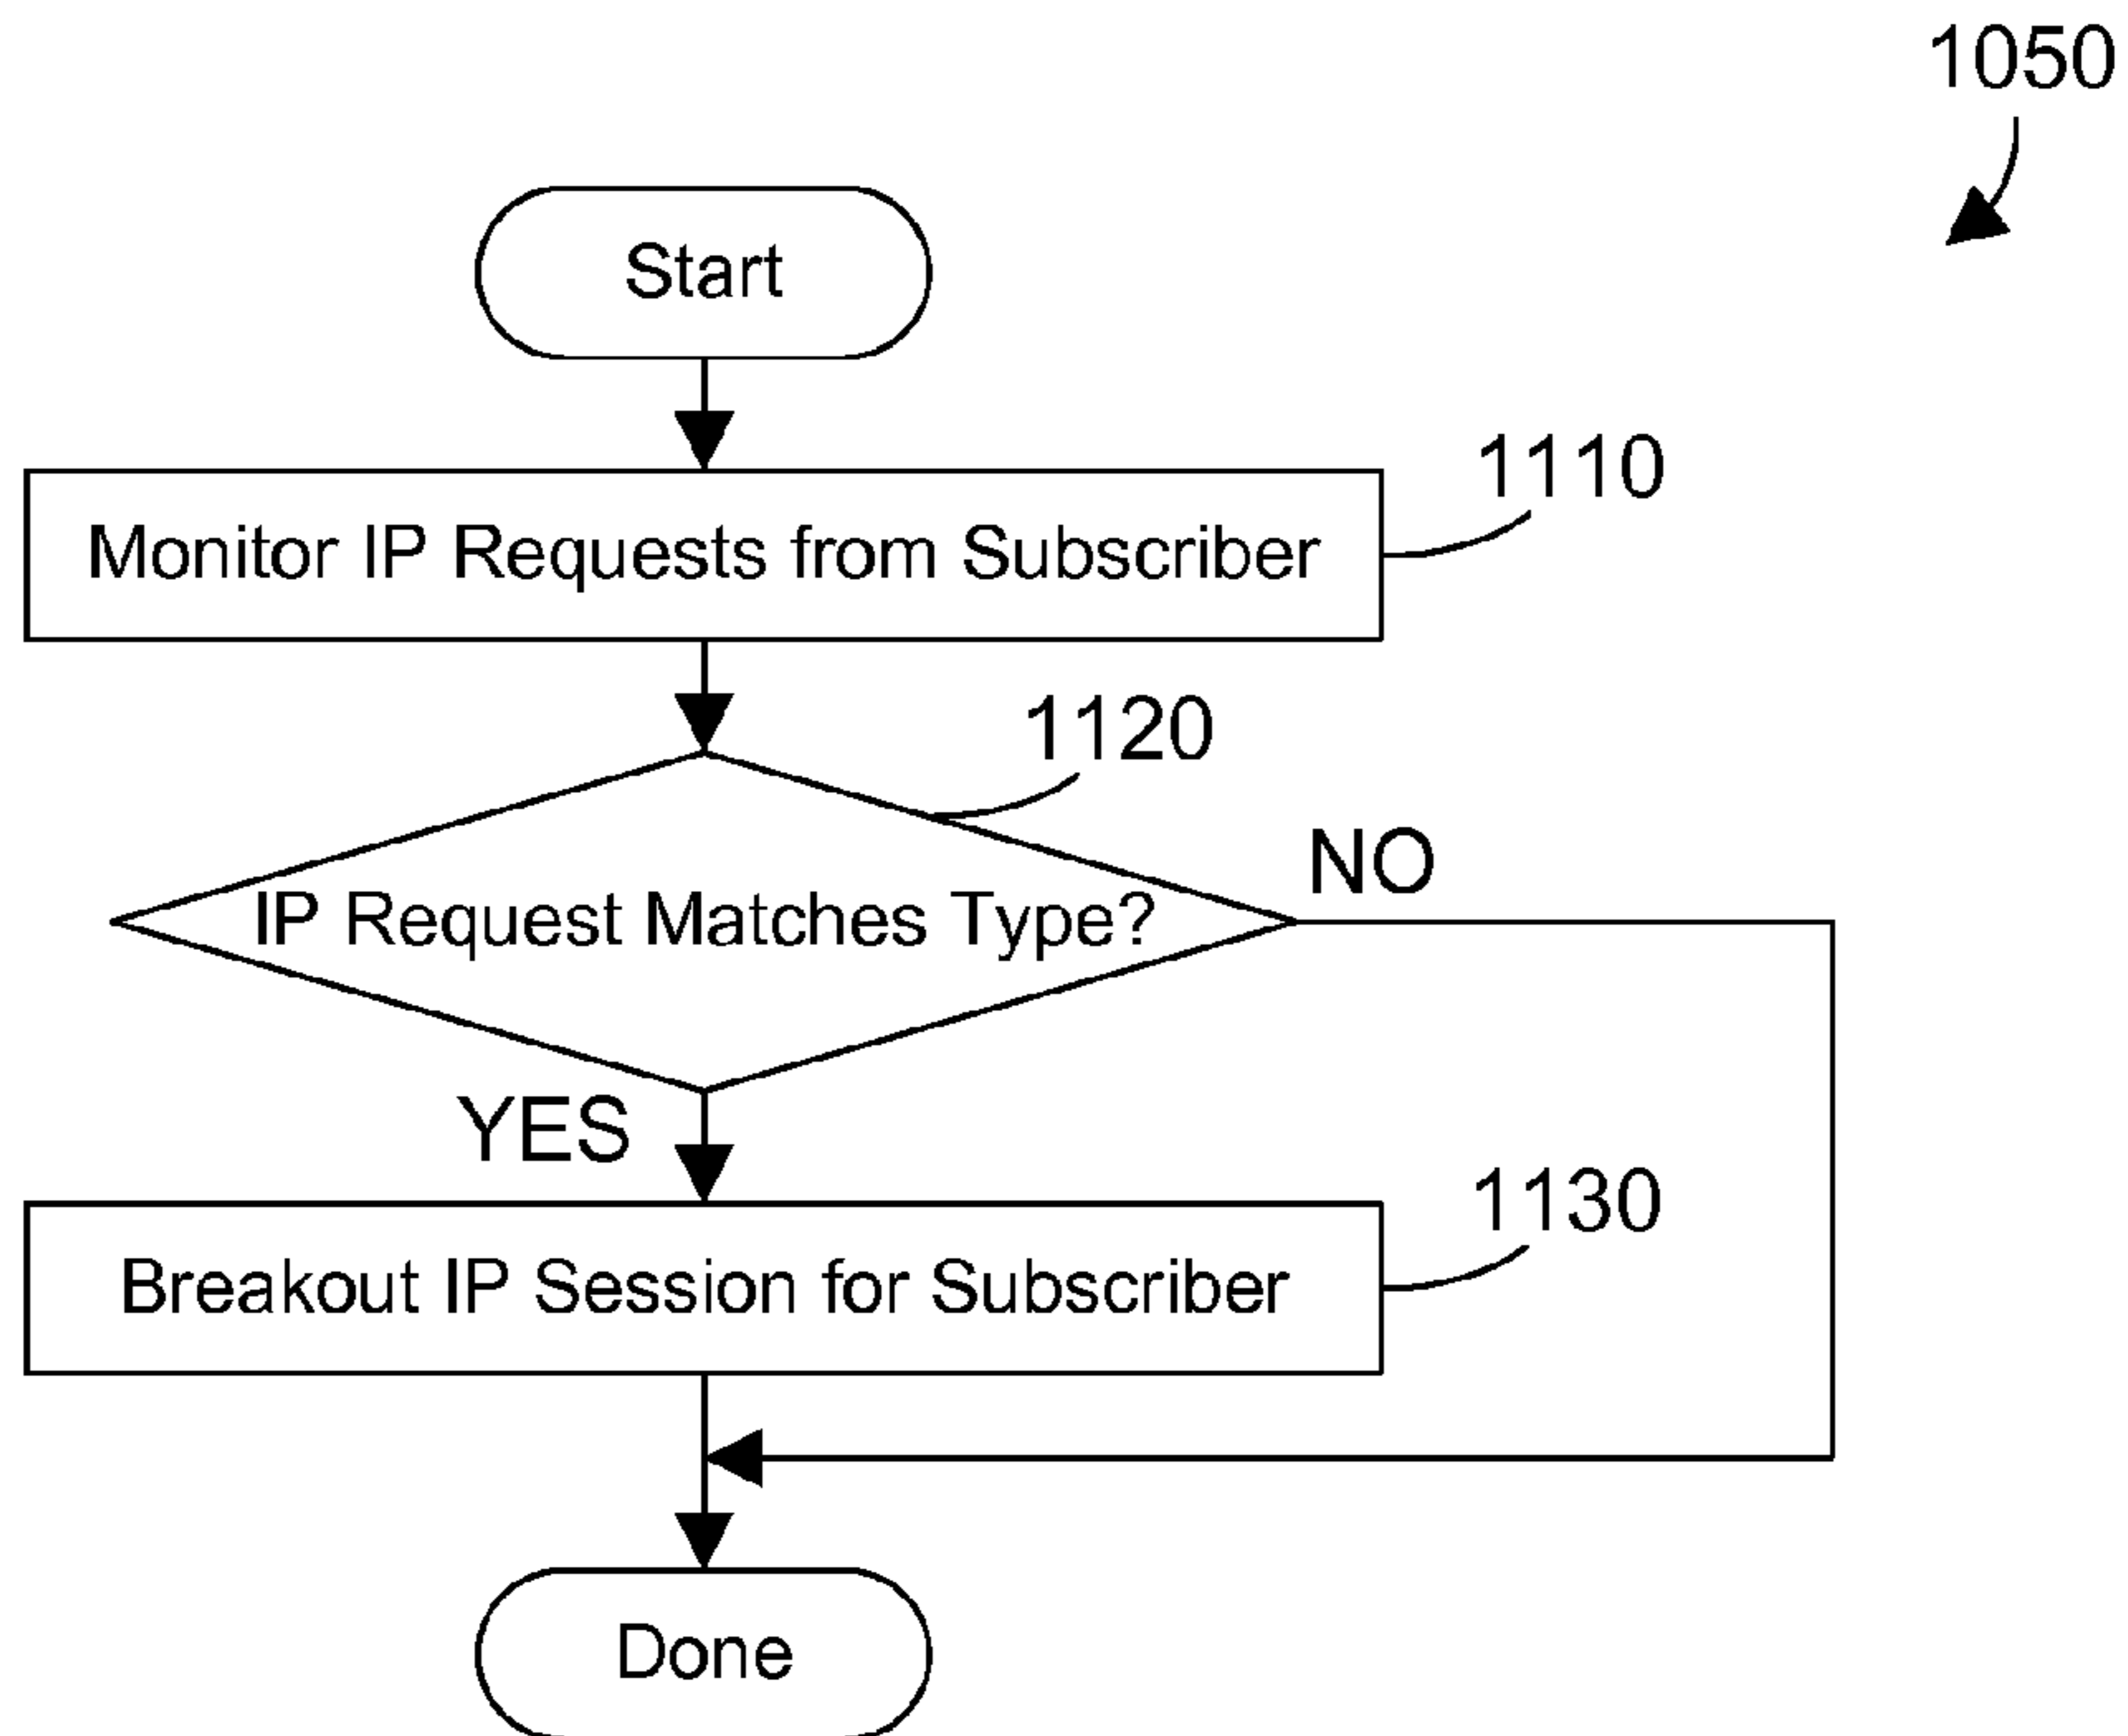 1050
Start
Monitor IP Requests from Subscriber
1110
1120
IP Request Matches Type?
NO
YES
Breakout IP Session for Subscriber
1130
Done